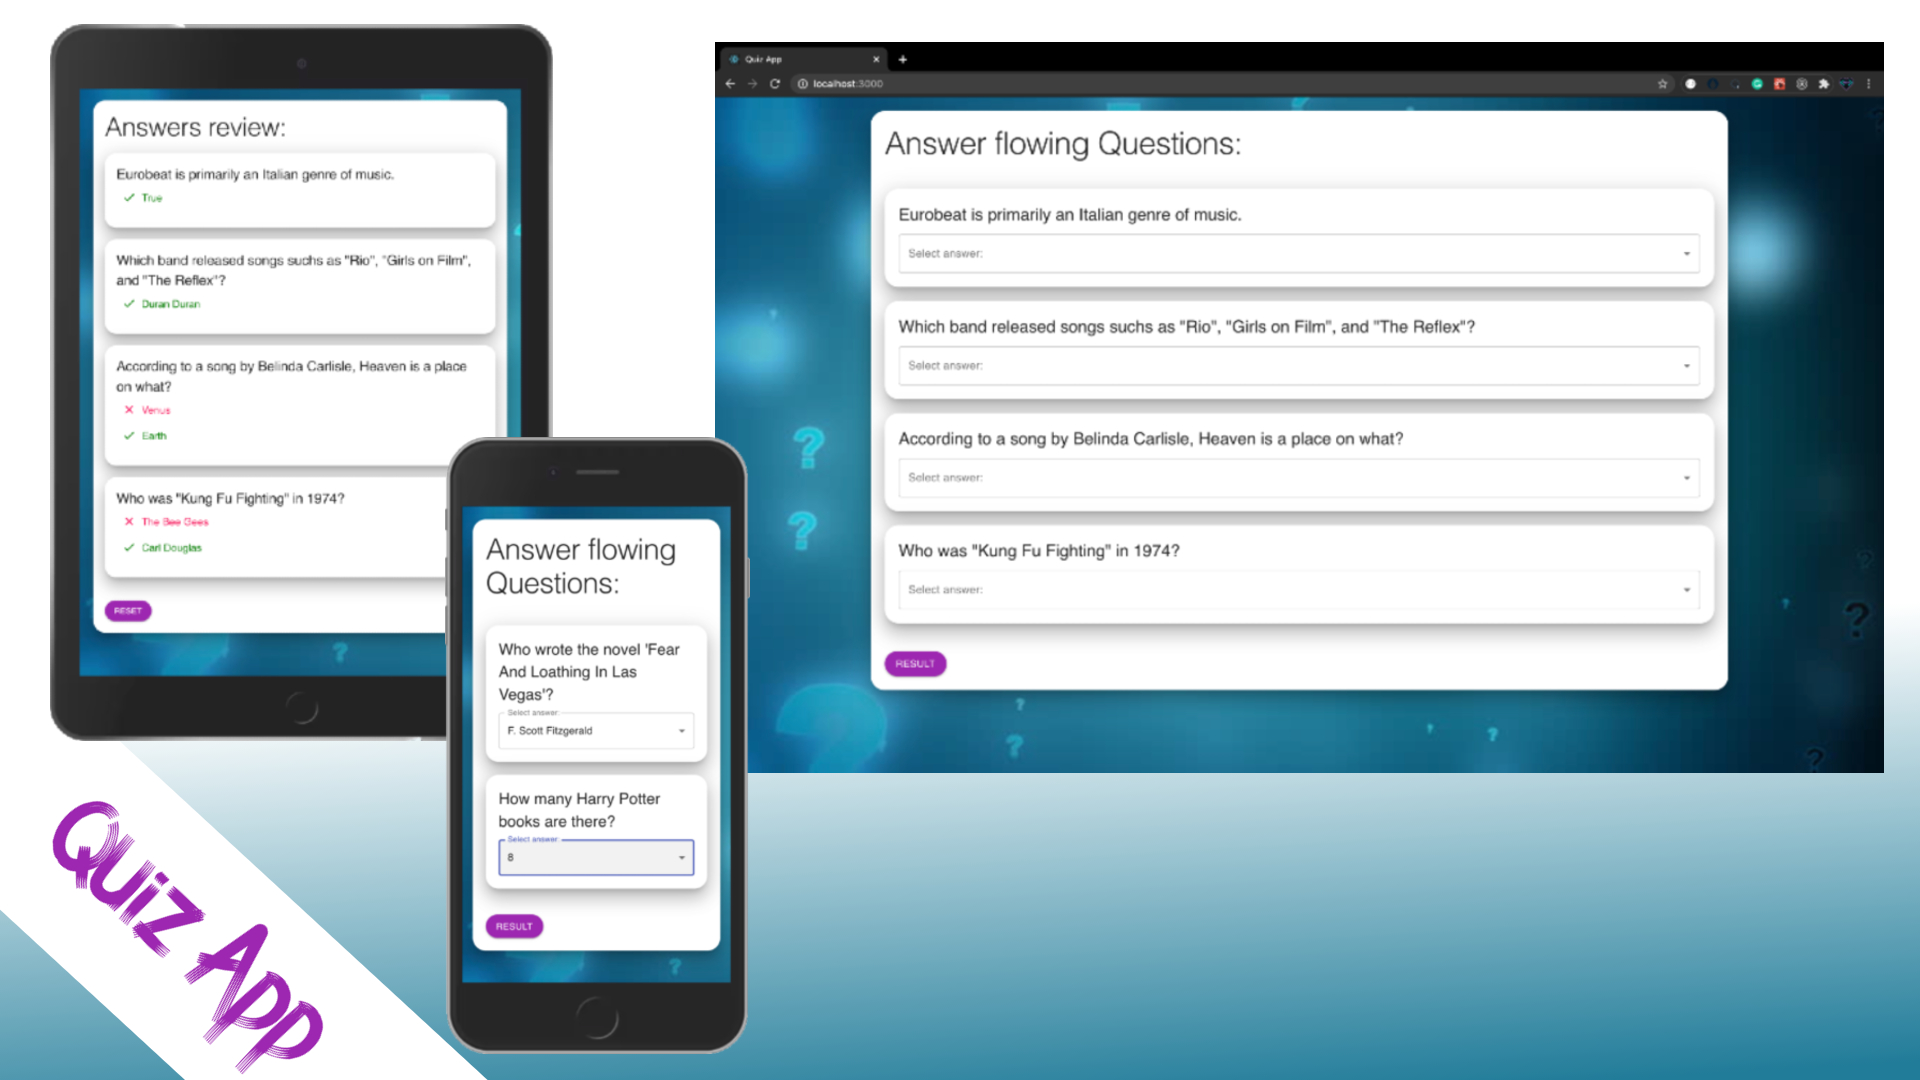 Answers review:
Eurobeat is primarily an Italian genre of music.
True
Which band released songs suchs as "Rio", "Girls on Film",
and "The Reflex"?
Duran Duran
According to a song by Belinda Carlisle, Heaven is a place
on what?
Venus
Earth
Who was "Kung Fu Fighting" in 1974?
The Bee Gees
Carl Douglas
RESET
Answer flowing
Questions:
Who wrote the novel 'Fear
And Loathing In Las
Vegas'?
Select answer:
F. Scott Fitzgerald
How many Harry Potter
books are there?
Select answer:
8
RESULT
Quiz App
localhost:3000
Answer flowing Questions:
Eurobeat is primarily an Italian genre of music.
Select answer:
Which band released songs suchs as "Rio", "Girls on Film", and "The Reflex"?
Select answer:
According to a song by Belinda Carlisle, Heaven is a place on what?
Select answer:
Who was "Kung Fu Fighting" in 1974?
Select answer:
RESULT
Quiz App